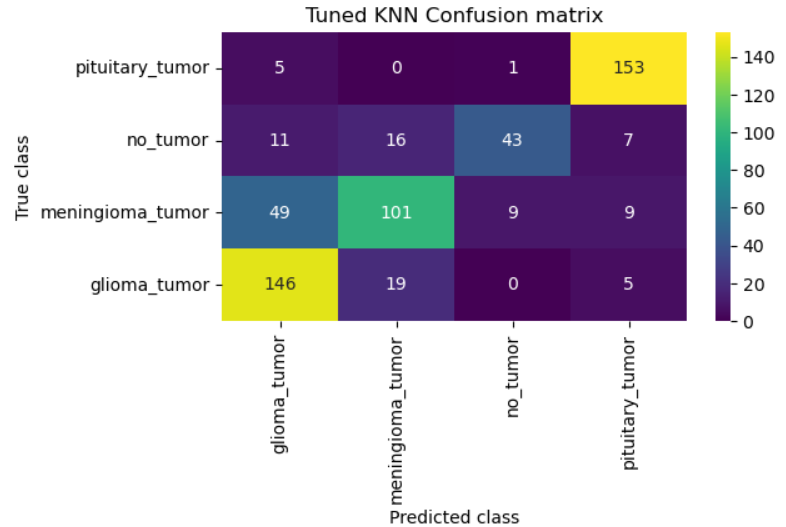 Tuned KNN Confusion matrix
True class
pituitary_tumor 5 0 1 153
no_tumor 11 16 43 7
meningioma_tumor 49 101 9 9
glioma_tumor 146 19 0 5
glioma_tumor
meningioma_tumor
no_tumor
pituitary_tumor
Predicted class
140
120
100
80
60
40
20
0